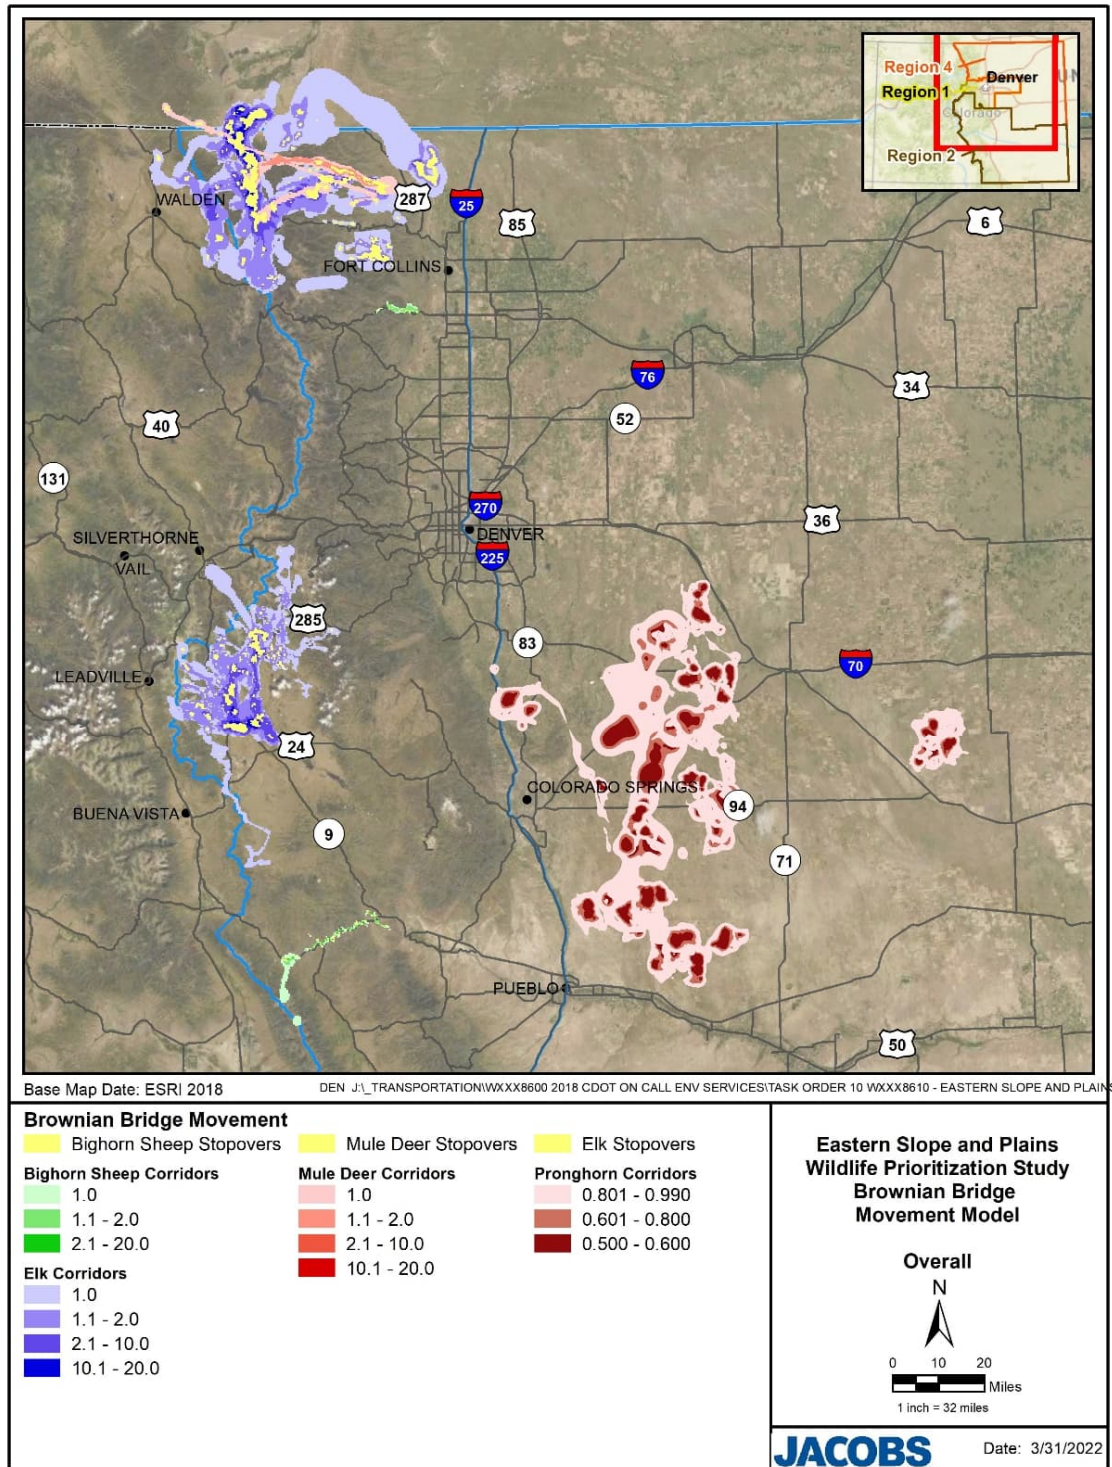 Region 4
Denver
Region 1
Colorado
Region 2
WALDEN
287
25
85
6
FORT COLLINS
76
34
52
40
131
270
36
DENVER
SILVERTHORNE
VAIL
225
285
83
70
LEADVILLE
24
COLORADO SPRINGS
94
BUENA VISTA
9
71
PUEBLO
50
Base Map Date: ESRI 2018
DEN J:\_TRANSPORTATION\WXXX8600 2018 CDOT ON CALL ENV SERVICES\TASK ORDER 10 WXXX8610 - EASTERN SLOPE AND PLAINS
Brownian Bridge Movement
Bighorn Sheep Stopovers
Mule Deer Stopovers
Elk Stopovers
Bighorn Sheep Corridors
1.0
1.1 - 2.0
2.1 - 20.0
Elk Corridors
1.0
1.1 - 2.0
2.1 - 10.0
10.1 - 20.0
Mule Deer Corridors
1.0
1.1 - 2.0
2.1 - 10.0
10.1 - 20.0
Pronghorn Corridors
0.801 - 0.990
0.601 - 0.800
0.500 - 0.600
Eastern Slope and Plains
Wildlife Prioritization Study
Brownian Bridge
Movement Model
Overall
N
0 10 20
Miles
1 inch = 32 miles
JACOBS
Date: 3/31/2022